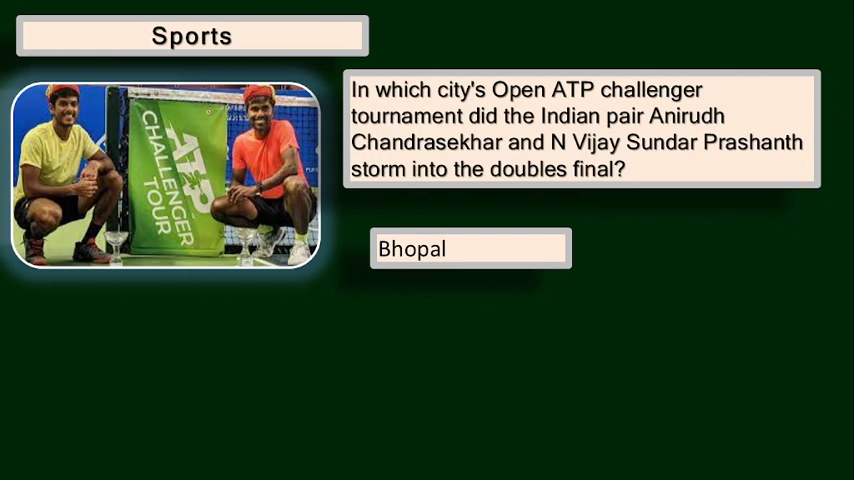 Sports
In which city's Open ATP challenger
tournament did the Indian pair Anirudh
Chandrasekhar and N Vijay Sundar Prashanth
storm into the doubles final?
ATP
CHALLENGER
TOUR
Bhopal